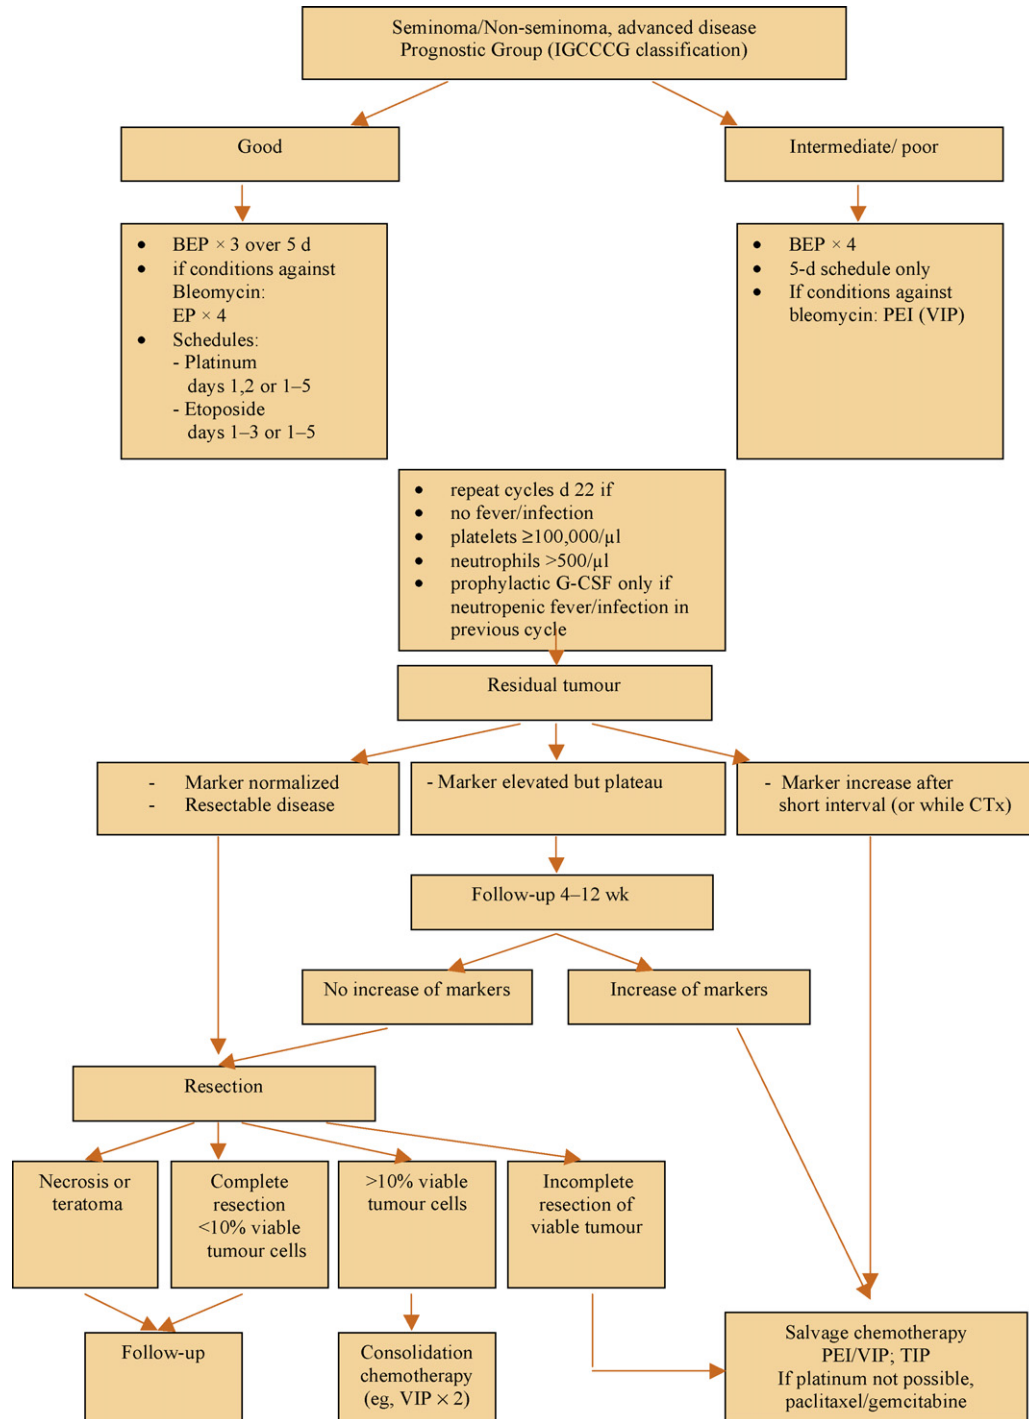 Seminoma/Non-seminoma, advanced disease
Prognostic Group (IGCCCG classification)
Good
Intermediate/ poor
• BEP × 3 over 5 d
• if conditions against
Bleomycin:
EP × 4
• Schedules:
- Platinum
days 1,2 or 1–5
- Etoposide
days 1–3 or 1–5
• BEP × 4
• 5-d schedule only
• If conditions against
bleomycin: PEI (VIP)
• repeat cycles d 22 if
• no fever/infection
• platelets ≥100,000/µl
• neutrophils >500/µl
• prophylactic G-CSF only if
neutropenic fever/infection in
previous cycle
Residual tumour
- Marker normalized
- Resectable disease
- Marker elevated but plateau
- Marker increase after
short interval (or while CTx)
Follow-up 4–12 wk
No increase of markers
Increase of markers
Resection
Necrosis or
teratoma
Complete
resection
<10% viable
tumour cells
>10% viable
tumour cells
Incomplete
resection of
viable tumour
Follow-up
Consolidation
chemotherapy
(eg, VIP × 2)
Salvage chemotherapy
PEI/VIP; TIP
If platinum not possible,
paclitaxel/gemcitabine